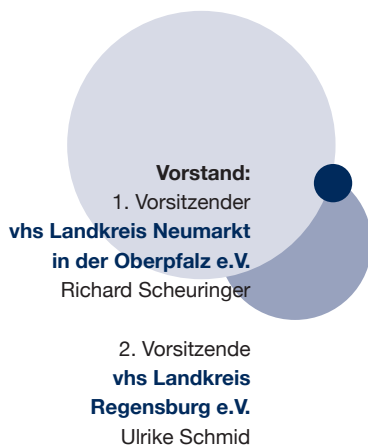 Vorstand:
1. Vorsitzender
vhs Landkreis Neumarkt
in der Oberpfalz e.V.
Richard Scheuringer
2. Vorsitzende
vhs Landkreis
Regensburg e.V.
Ulrike Schmid